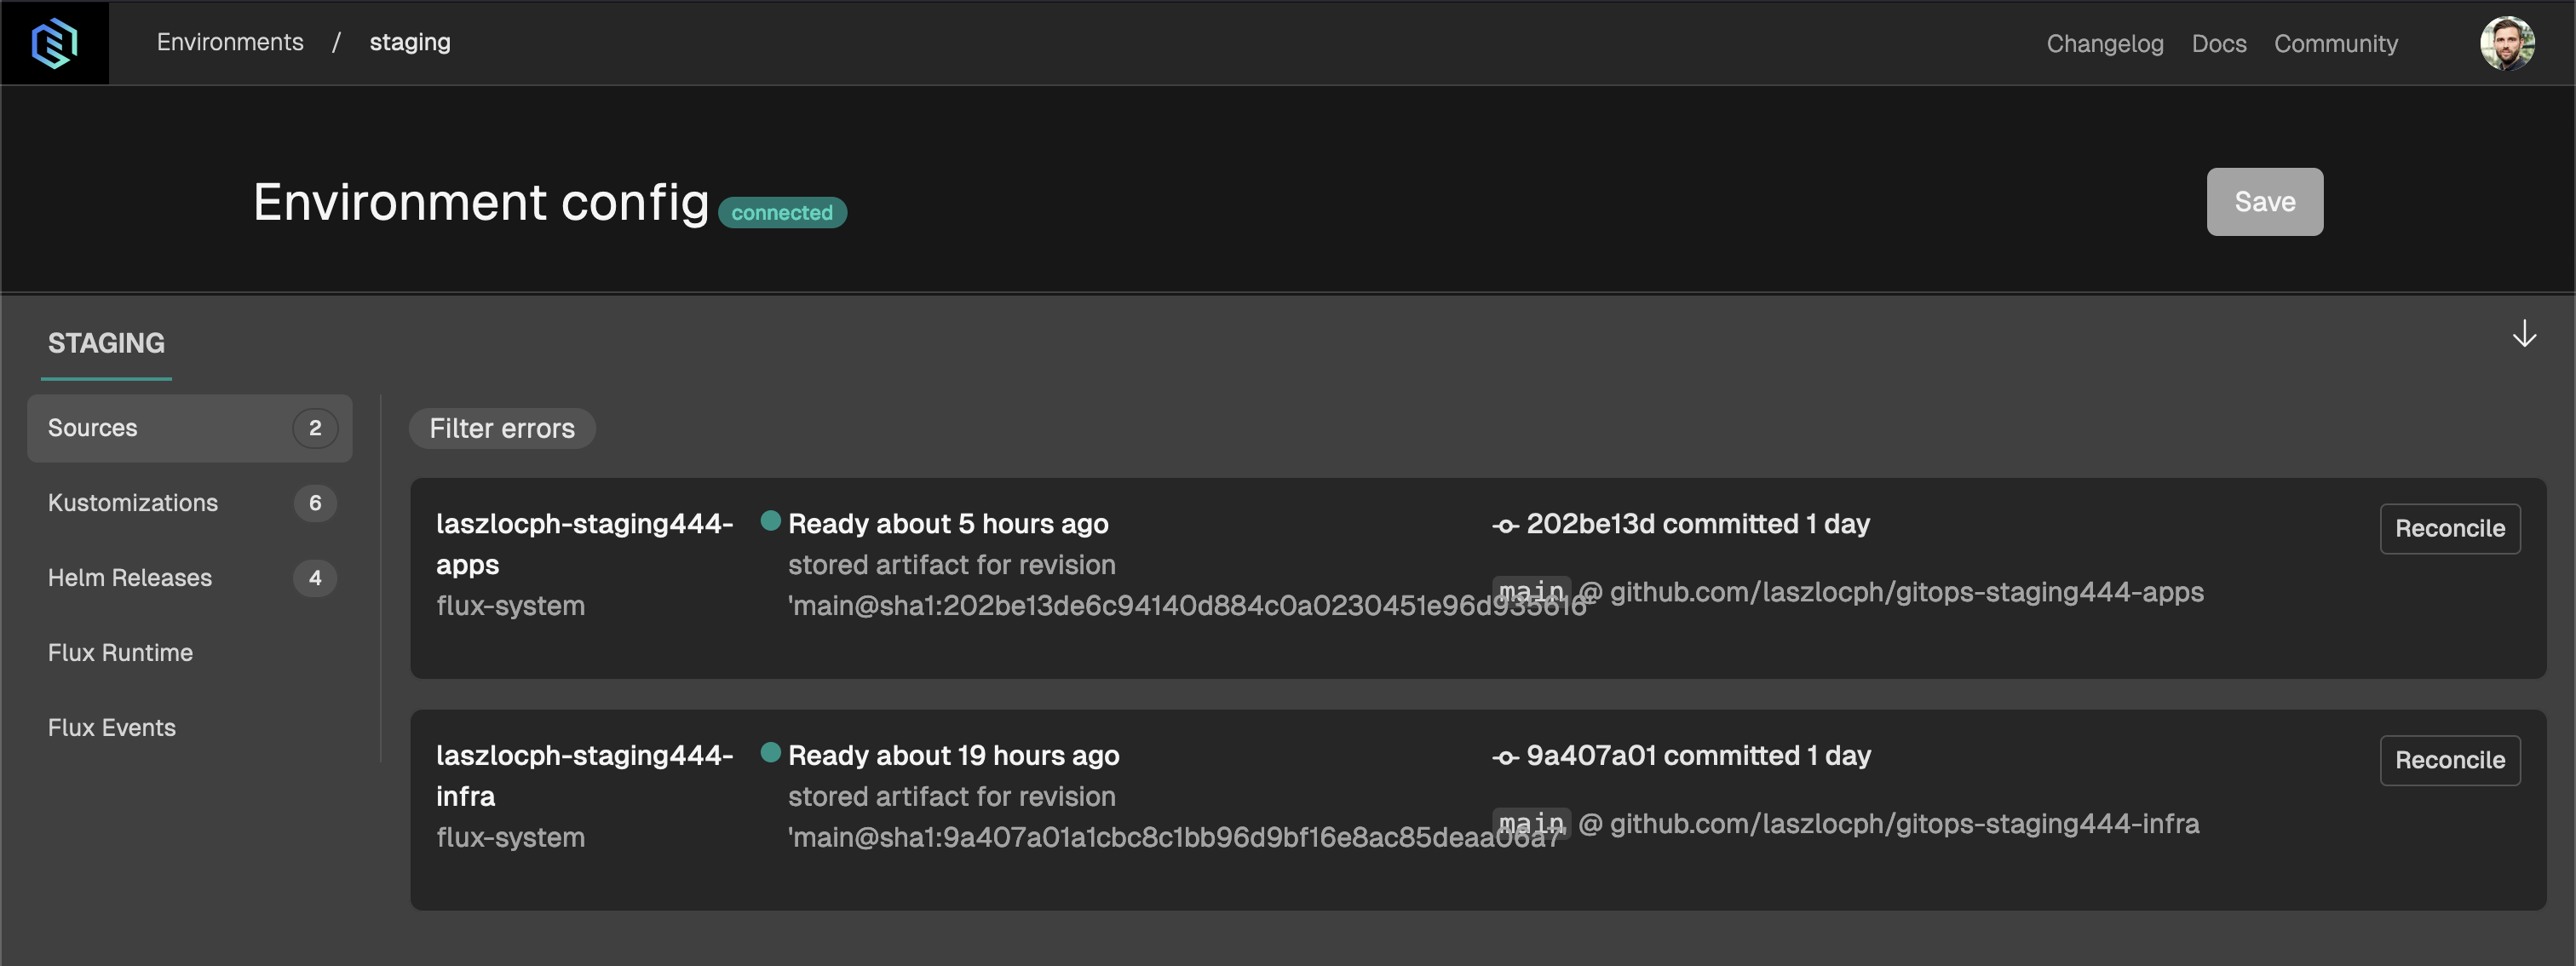 Environments / staging
Changelog Docs Community
Environment config connected
Save
STAGING
Sources 2
Kustomizations 6
Helm Releases 4
Flux Runtime
Flux Events
Filter errors
laszlocph-staging444-
apps
flux-system
Ready about 5 hours ago
stored artifact for revision
'main@sha1:202be13de6c94140d884c0a0230451e96d935616'
202be13d committed 1 day
main @ github.com/laszlocph/gitops-staging444-apps
Reconcile
laszlocph-staging444-
infra
flux-system
Ready about 19 hours ago
stored artifact for revision
'main@sha1:9a407a01a1cbc8c1bb96d9bf16e8ac85deaa06a7'
9a407a01 committed 1 day
main @ github.com/laszlocph/gitops-staging444-infra
Reconcile